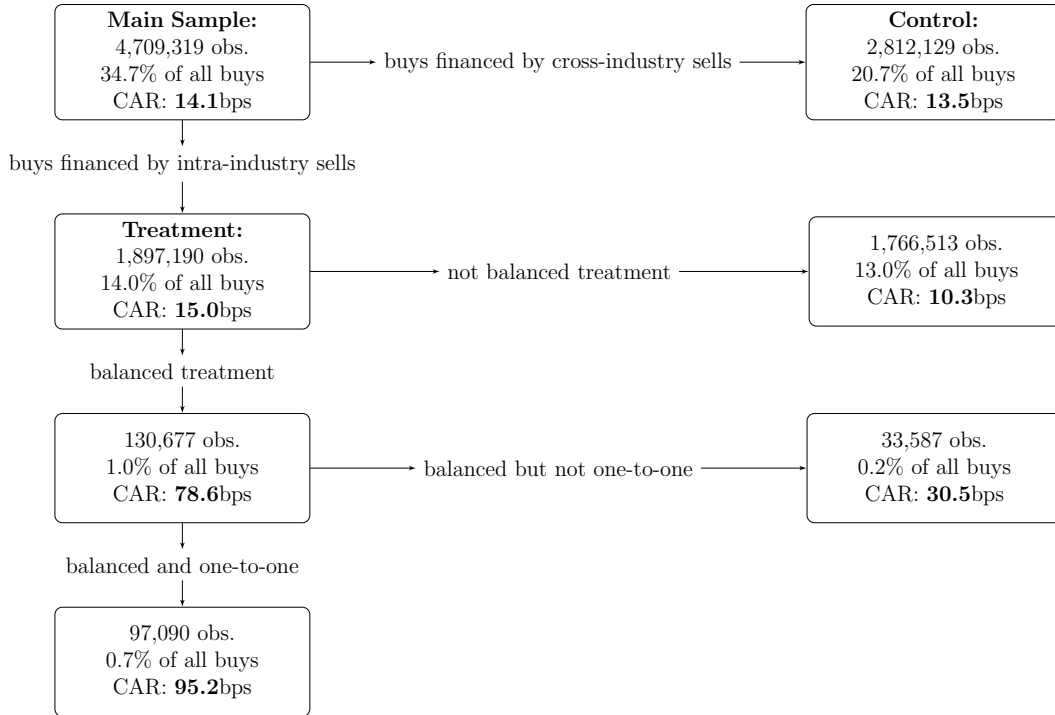 Main Sample:
4,709,319 obs.
34.7% of all buys
CAR: 14.1bps
buys financed by cross-industry sells
Control:
2,812,129 obs.
20.7% of all buys
CAR: 13.5bps
buys financed by intra-industry sells
Treatment:
1,897,190 obs.
14.0% of all buys
CAR: 15.0bps
not balanced treatment
1,766,513 obs.
13.0% of all buys
CAR: 10.3bps
balanced treatment
130,677 obs.
1.0% of all buys
CAR: 78.6bps
balanced but not one-to-one
33,587 obs.
0.2% of all buys
CAR: 30.5bps
balanced and one-to-one
97,090 obs.
0.7% of all buys
CAR: 95.2bps